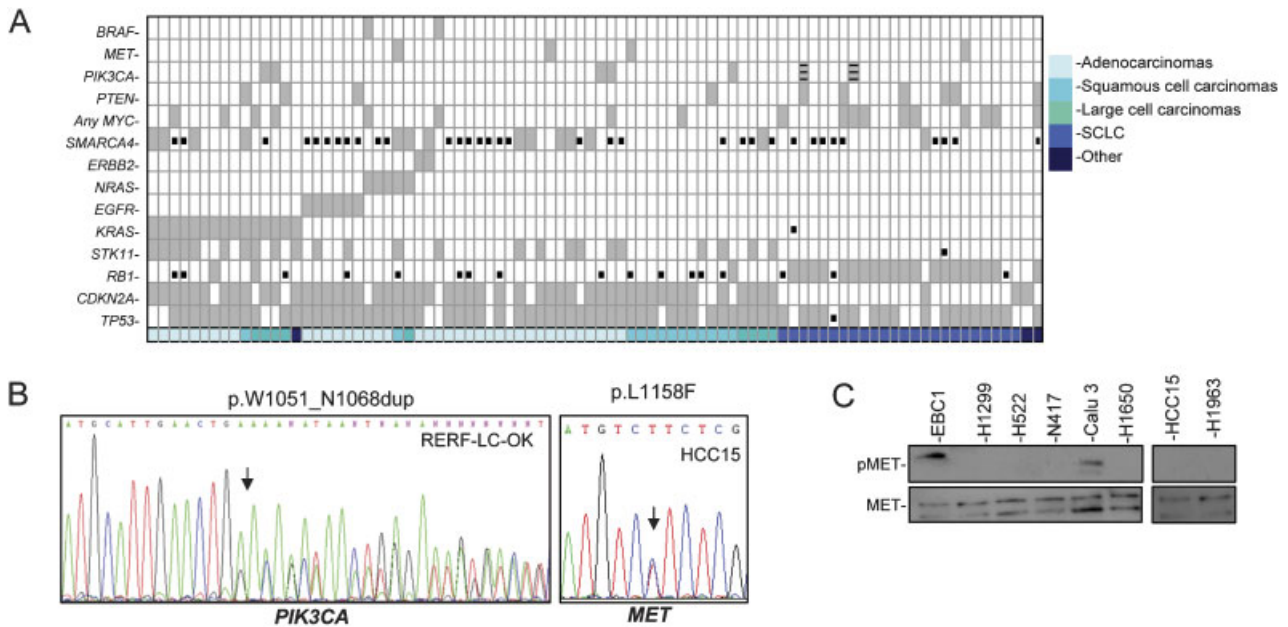 A
BRAF-
MET-
PIK3CA-
PTEN-
Any MYC-
SMARCA4-
ERBB2-
NRAS-
EGFR-
KRAS-
STK11-
RB1-
CDKN2A-
TP53-
-Adenocarcinomas
-Squamous cell carcinomas
-Large cell carcinomas
-SCLC
-Other
B
p.W1051_N1068dup
A T G C A T T G A A C T G A A A A
RERF-LC-OK
PIK3CA
p.L1158F
A T G T C T T C T C G
HCC15
MET
C
-EBC1
-H1299
-H522
-N417
-Calu 3
-H1650
-HCC15
-H1963
pMET-
MET-